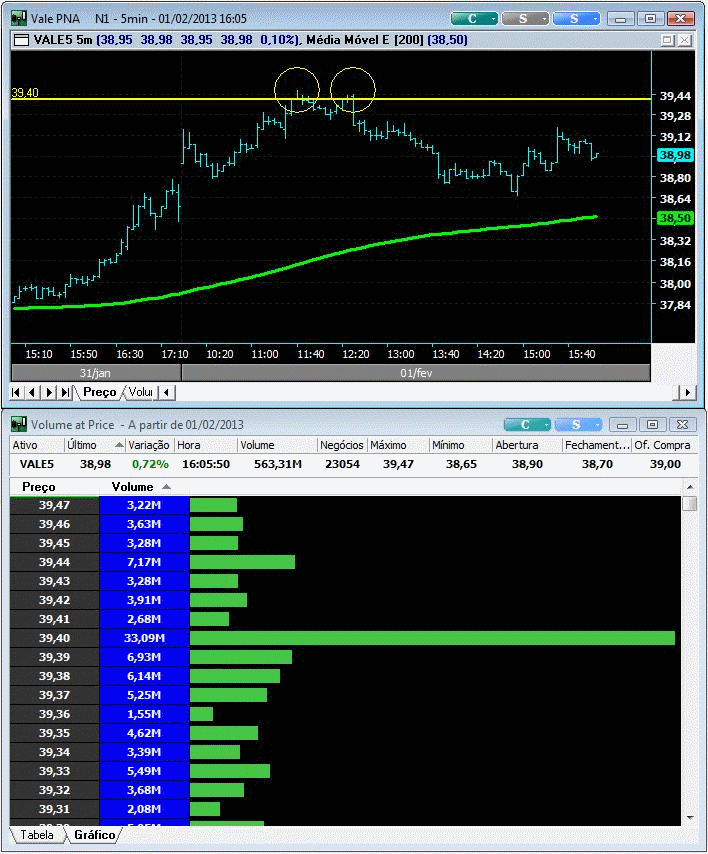 Vale PNA N1 - 5min - 01/02/2013 16:05 C S S
VALE5 5m (38,95 38,98 38,95 38,98 0,10%), Média Móvel E [200] (38,50)
39,40
39,44
39,28
39,12
38,98
38,80
38,64
38,50
38,32
38,16
38,00
37,84
15:10 15:50 16:30 17:10 10:20 11:00 11:40 12:20 13:00 13:40 14:20 15:00 15:40
31/jan 01/fev
Preço Volu
Volume at Price - A partir de 01/02/2013 C S
Ativo Último Variação Hora Volume Negócios Máximo Mínimo Abertura Fechament... Of. Compra
VALE5 38,98 0,72% 16:05:50 563,31M 23054 39,47 38,65 38,90 38,70 39,00
Preço Volume
39,47 3,22M
39,46 3,63M
39,45 3,28M
39,44 7,17M
39,43 3,28M
39,42 3,91M
39,41 2,68M
39,40 33,09M
39,39 6,93M
39,38 6,14M
39,37 5,25M
39,36 1,55M
39,35 4,62M
39,34 3,39M
39,33 5,49M
39,32 3,68M
39,31 2,08M
Tabela Gráfico